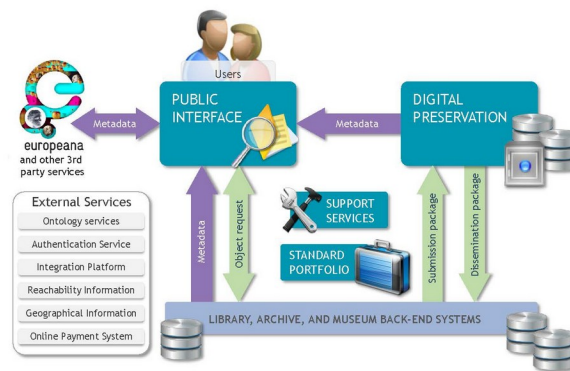 Users
PUBLIC
INTERFACE
DIGITAL
PRESERVATION
Metadata
Metadata
europeana
and other 3rd
party services
External Services
Ontology services
Authentication Service
Integration Platform
Reachability Information
Geographical Information
Online Payment System
Metadata
Object request
SUPPORT
SERVICES
STANDARD
PORTFOLIO
Submission package
Dissemination package
LIBRARY, ARCHIVE, AND MUSEUM BACK-END SYSTEMS